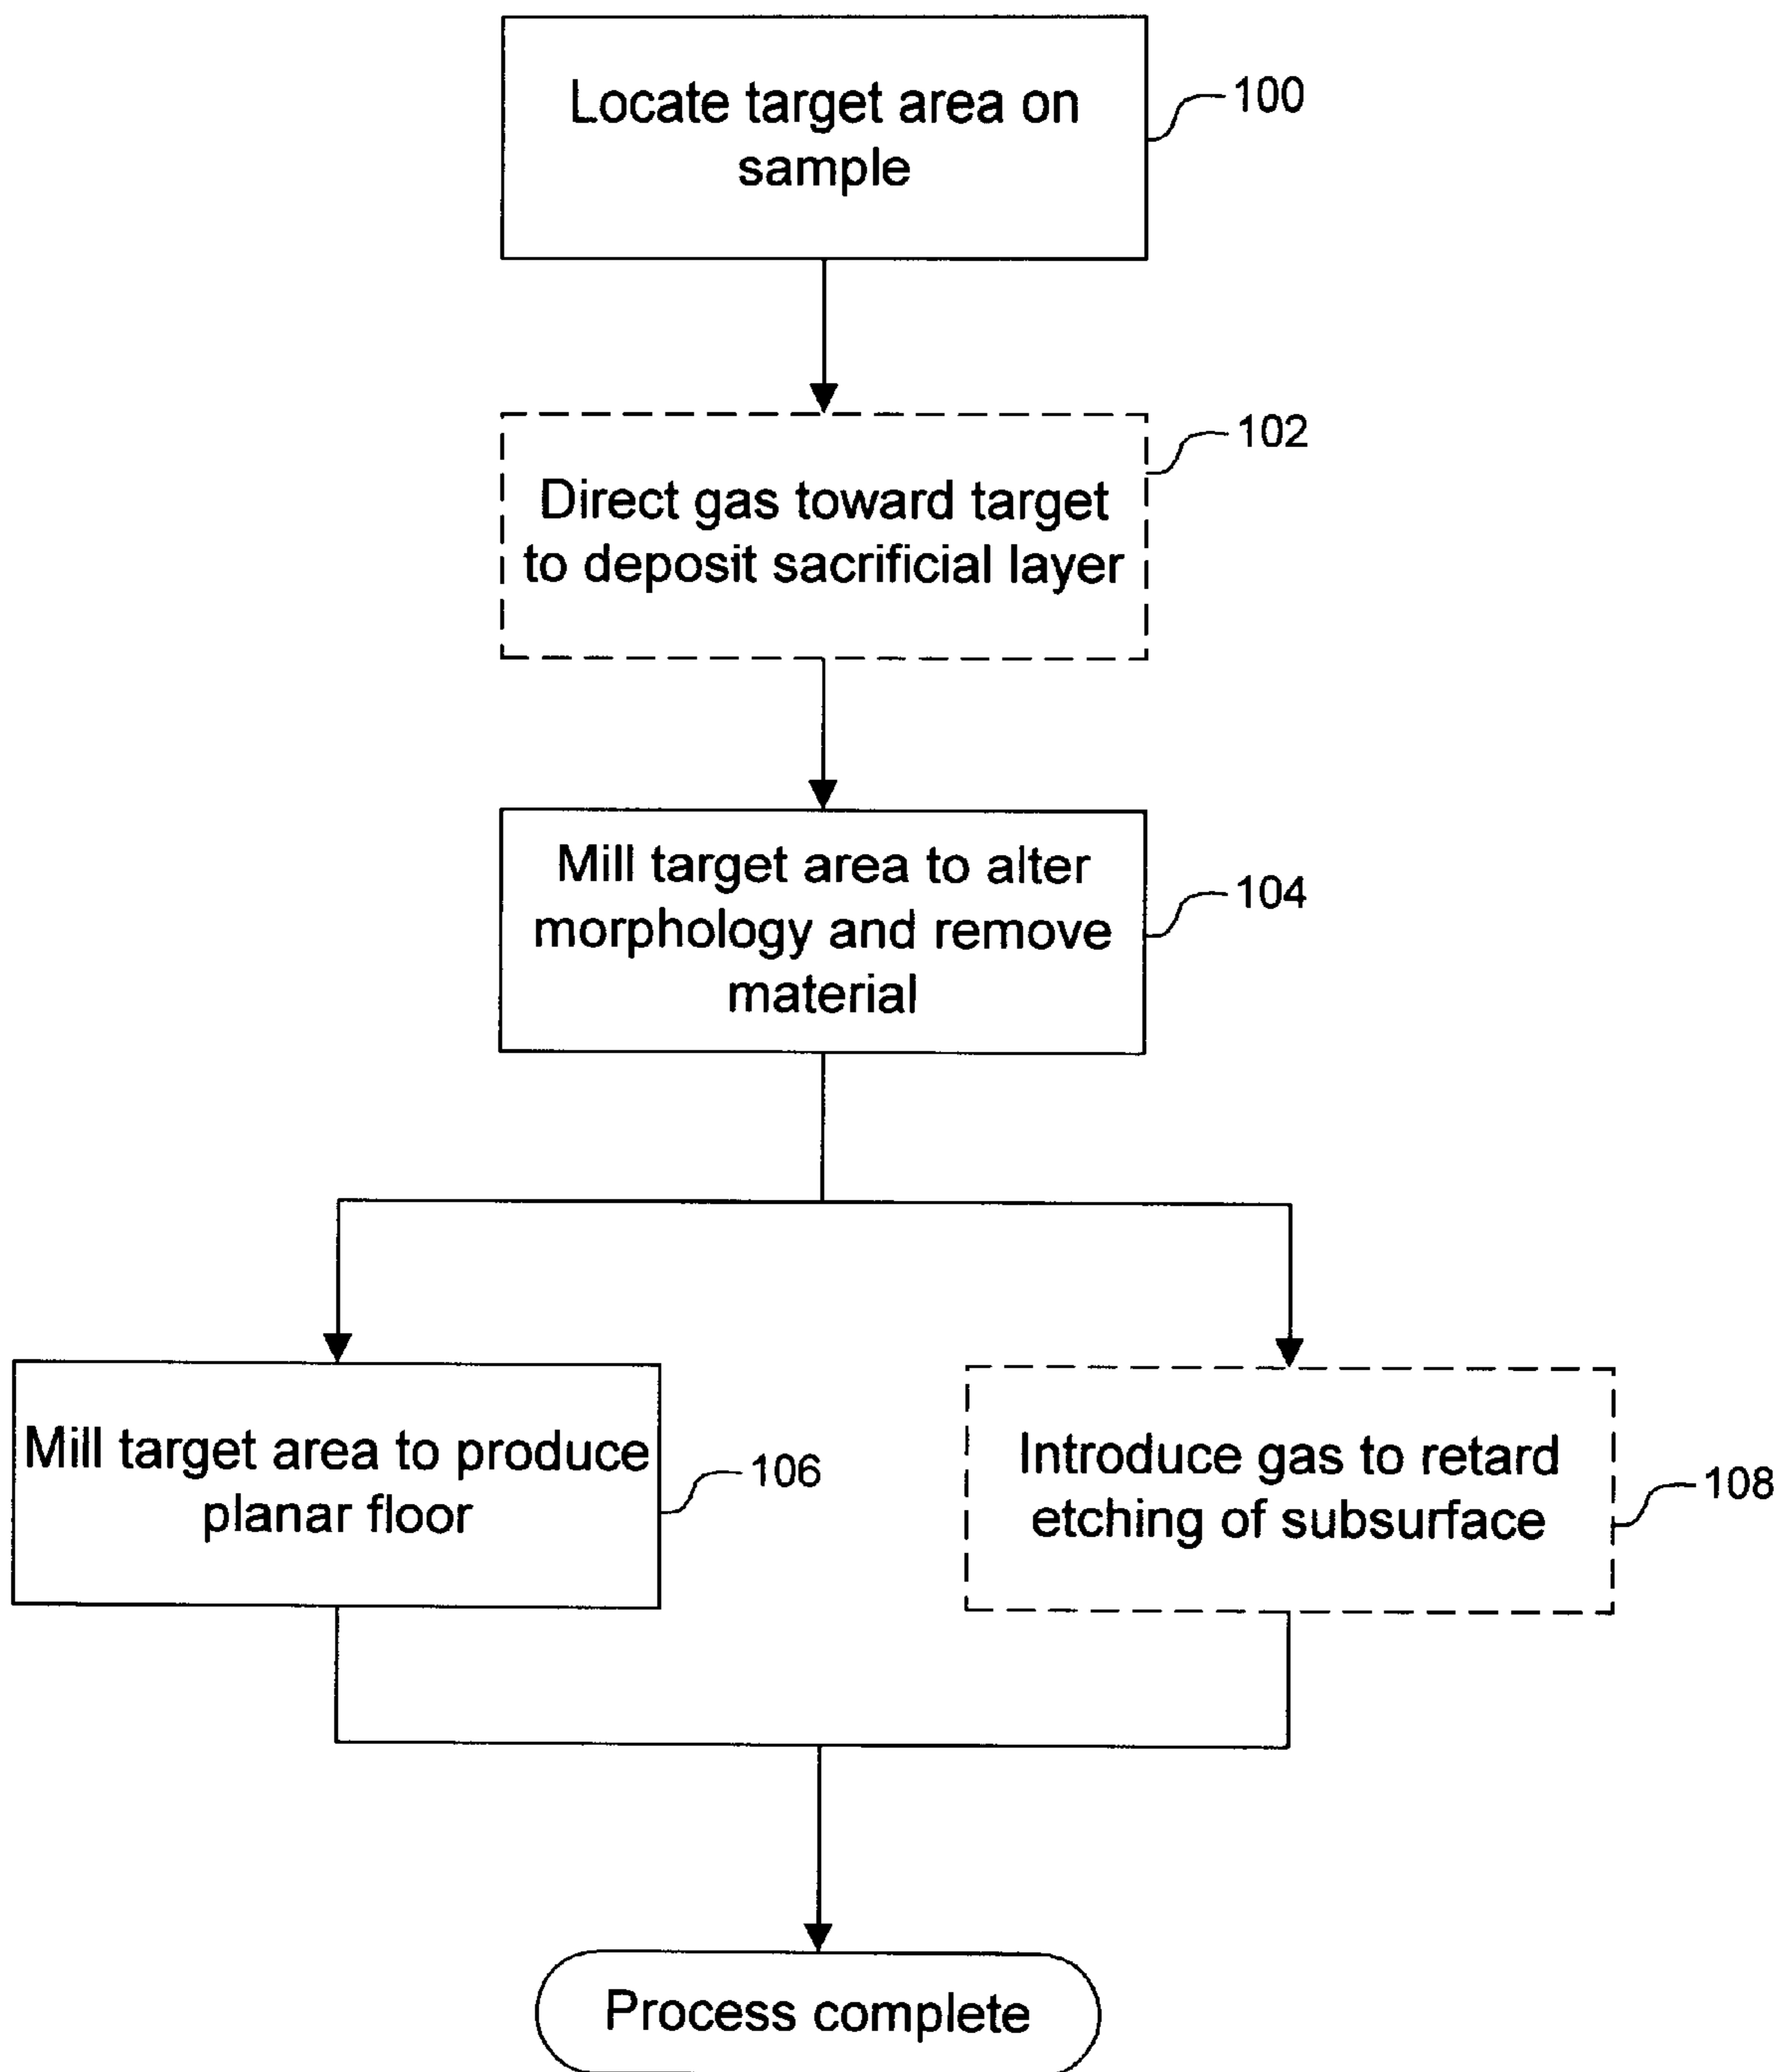 Locate target area on
sample
100
Direct gas toward target
to deposit sacrificial layer
102
Mill target area to alter
morphology and remove
material
104
Mill target area to produce
planar floor
106
Introduce gas to retard
etching of subsurface
108
Process complete